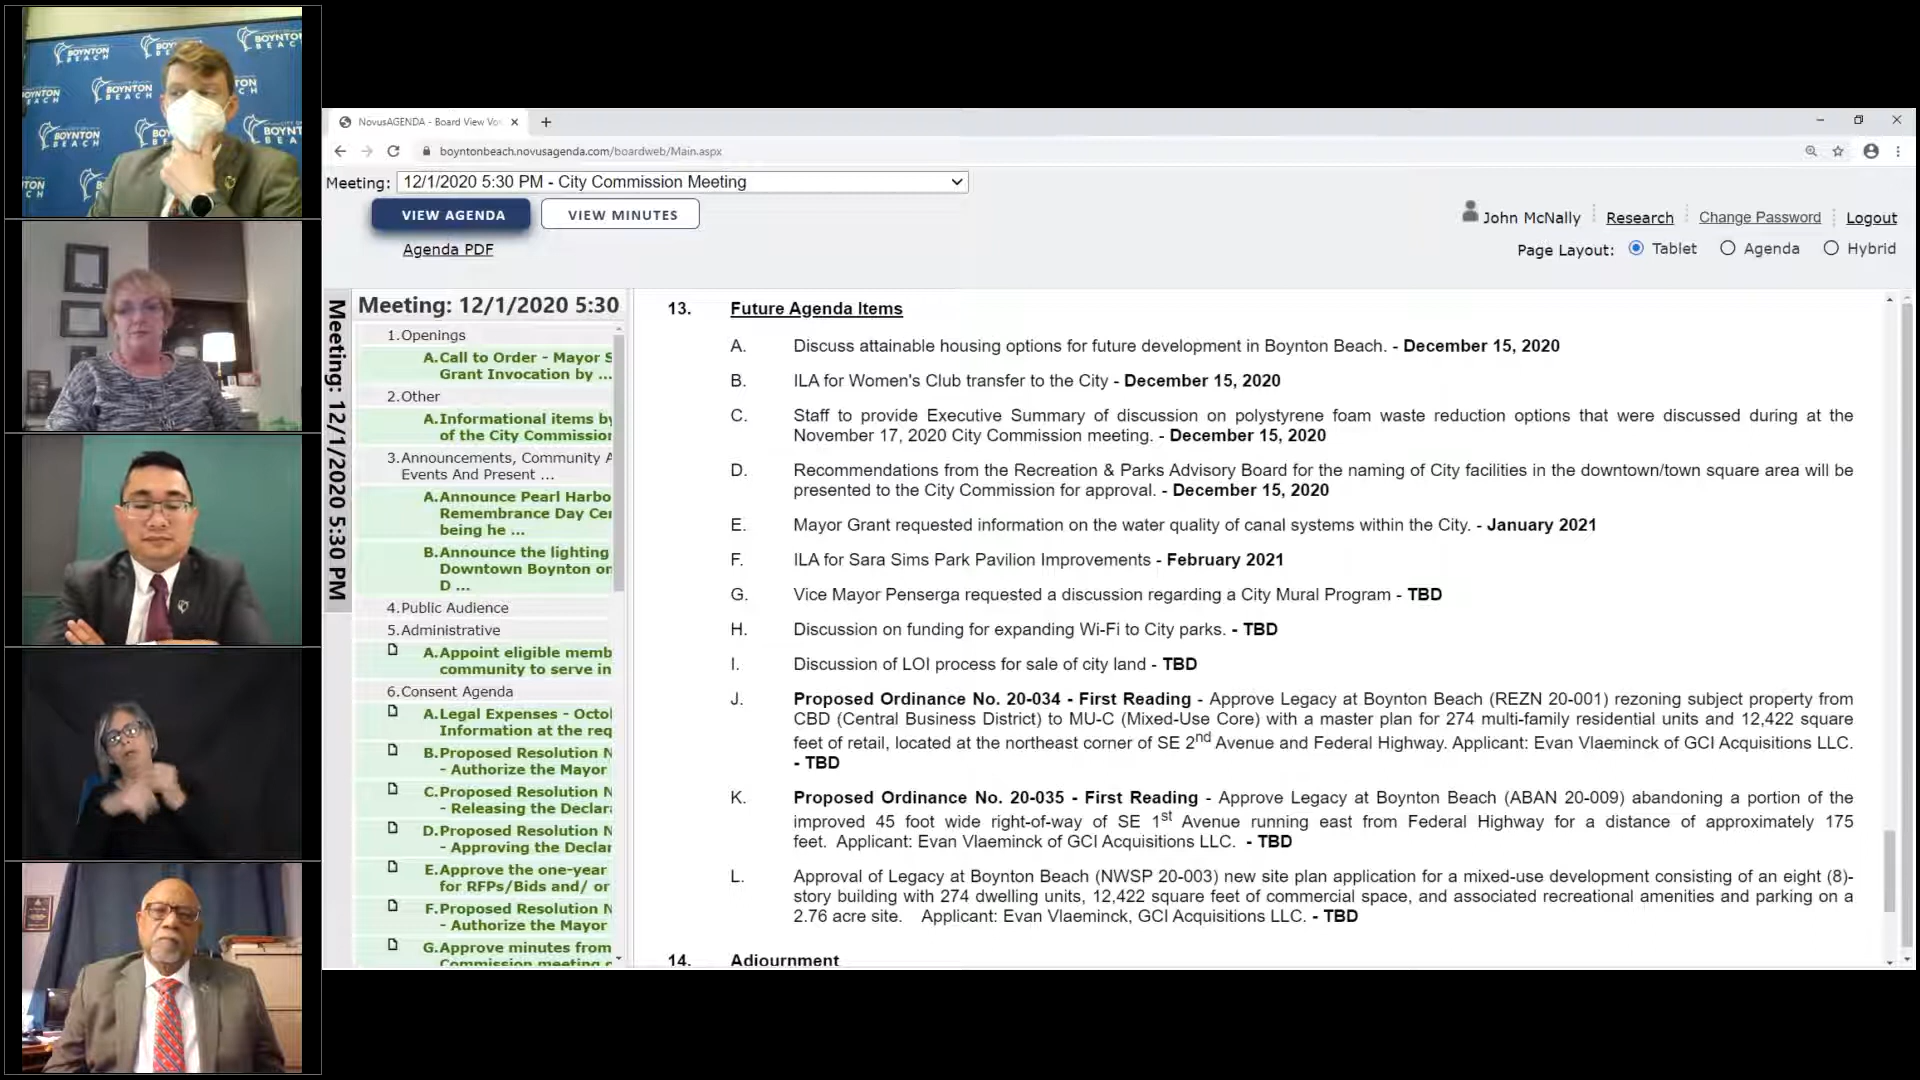 BOYNTON
BEACH
NovusAGENDA - Board View Vo
boyntonbeach.novusagenda.com/boardweb/Main.aspx
Meeting: 12/1/2020 5:30 PM - City Commission Meeting
VIEW AGENDA VIEW MINUTES
Agenda PDF
John McNally Research Change Password Logout
Page Layout: Tablet Agenda Hybrid
Meeting: 12/1/2020 5:30 PM
Meeting: 12/1/2020 5:30
1.Openings
A.Call to Order - Mayor S
Grant Invocation by ...
2.Other
A.Informational items by
of the City Commission
3.Announcements, Community A
Events And Present ...
A.Announce Pearl Harbo
Remembrance Day Cer
being he ...
B.Announce the lighting
Downtown Boynton on
D ...
4.Public Audience
5.Administrative
A.Appoint eligible memb
community to serve in
6.Consent Agenda
A.Legal Expenses - Octob
Information at the req
B.Proposed Resolution N
- Authorize the Mayor
C.Proposed Resolution N
- Releasing the Declara
D.Proposed Resolution N
- Approving the Declar
E.Approve the one-year
for RFPs/Bids and/ or
F.Proposed Resolution N
- Authorize the Mayor
G.Approve minutes from
Commission meeting
13. Future Agenda Items
A. Discuss attainable housing options for future development in Boynton Beach. - December 15, 2020
B. ILA for Women's Club transfer to the City - December 15, 2020
C. Staff to provide Executive Summary of discussion on polystyrene foam waste reduction options that were discussed during at the
November 17, 2020 City Commission meeting. - December 15, 2020
D. Recommendations from the Recreation & Parks Advisory Board for the naming of City facilities in the downtown/town square area will be
presented to the City Commission for approval. - December 15, 2020
E. Mayor Grant requested information on the water quality of canal systems within the City. - January 2021
F. ILA for Sara Sims Park Pavilion Improvements - February 2021
G. Vice Mayor Penserga requested a discussion regarding a City Mural Program - TBD
H. Discussion on funding for expanding Wi-Fi to City parks. - TBD
I. Discussion of LOI process for sale of city land - TBD
J. Proposed Ordinance No. 20-034 - First Reading - Approve Legacy at Boynton Beach (REZN 20-001) rezoning subject property from
CBD (Central Business District) to MU-C (Mixed-Use Core) with a master plan for 274 multi-family residential units and 12,422 square
feet of retail, located at the northeast corner of SE 2nd Avenue and Federal Highway. Applicant: Evan Vlaeminck of GCI Acquisitions LLC.
- TBD
K. Proposed Ordinance No. 20-035 - First Reading - Approve Legacy at Boynton Beach (ABAN 20-009) abandoning a portion of the
improved 45 foot wide right-of-way of SE 1st Avenue running east from Federal Highway for a distance of approximately 175
feet. Applicant: Evan Vlaeminck of GCI Acquisitions LLC. - TBD
L. Approval of Legacy at Boynton Beach (NWSP 20-003) new site plan application for a mixed-use development consisting of an eight (8)-
story building with 274 dwelling units, 12,422 square feet of commercial space, and associated recreational amenities and parking on a
2.76 acre site. Applicant: Evan Vlaeminck, GCI Acquisitions LLC. - TBD
14. Adjournment